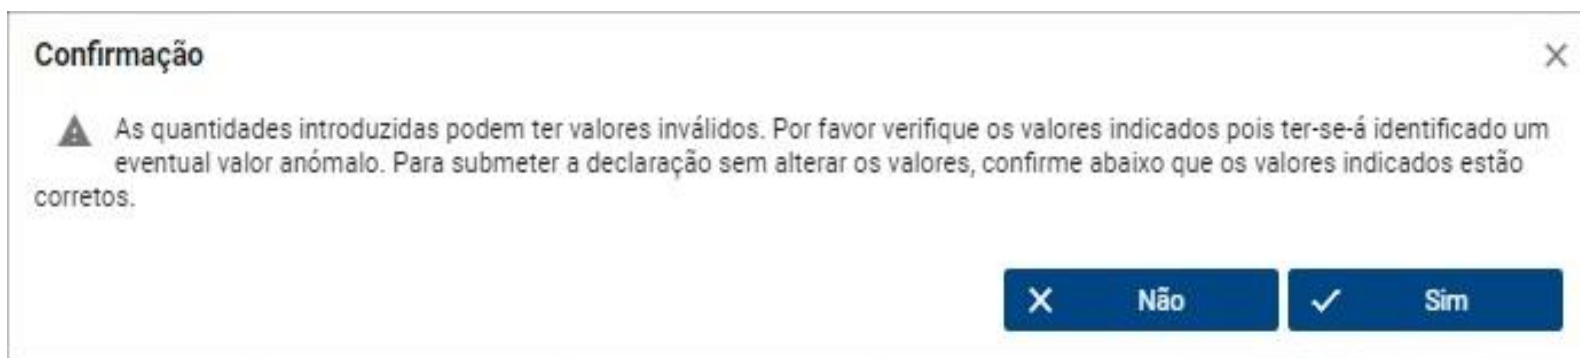 Confirmação
As quantidades introduzidas podem ter valores inválidos. Por favor verifique os valores indicados pois ter-se-á identificado um
eventual valor anómalo. Para submeter a declaração sem alterar os valores, confirme abaixo que os valores indicados estão
corretos.
Não
Sim